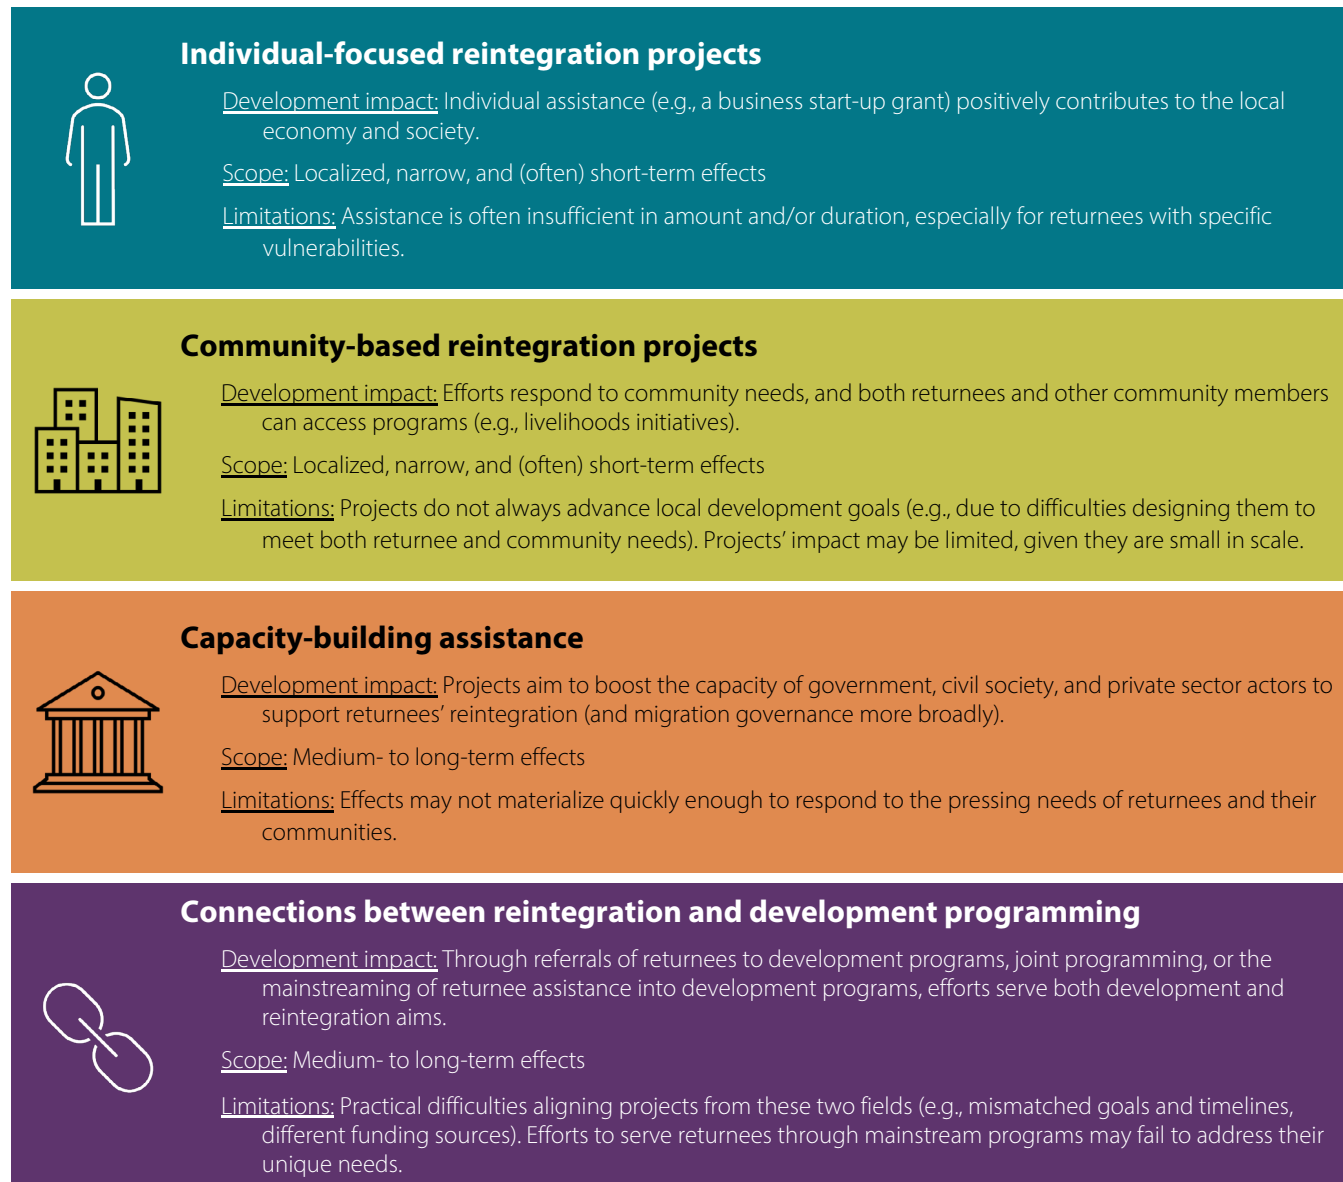 Individual-focused reintegration projects
Development impact: Individual assistance (e.g., a business start-up grant) positively contributes to the local
economy and society.
Scope: Localized, narrow, and (often) short-term effects
Limitations: Assistance is often insufficient in amount and/or duration, especially for returnees with specific
vulnerabilities.
Community-based reintegration projects
Development impact: Efforts respond to community needs, and both returnees and other community members
can access programs (e.g., livelihoods initiatives).
Scope: Localized, narrow, and (often) short-term effects
Limitations: Projects do not always advance local development goals (e.g., due to difficulties designing them to
meet both returnee and community needs). Projects’ impact may be limited, given they are small in scale.
Capacity-building assistance
Development impact: Projects aim to boost the capacity of government, civil society, and private sector actors to
support returnees’ reintegration (and migration governance more broadly).
Scope: Medium- to long-term effects
Limitations: Effects may not materialize quickly enough to respond to the pressing needs of returnees and their
communities.
Connections between reintegration and development programming
Development impact: Through referrals of returnees to development programs, joint programming, or the
mainstreaming of returnee assistance into development programs, efforts serve both development and
reintegration aims.
Scope: Medium- to long-term effects
Limitations: Practical difficulties aligning projects from these two fields (e.g., mismatched goals and timelines,
different funding sources). Efforts to serve returnees through mainstream programs may fail to address their
unique needs.